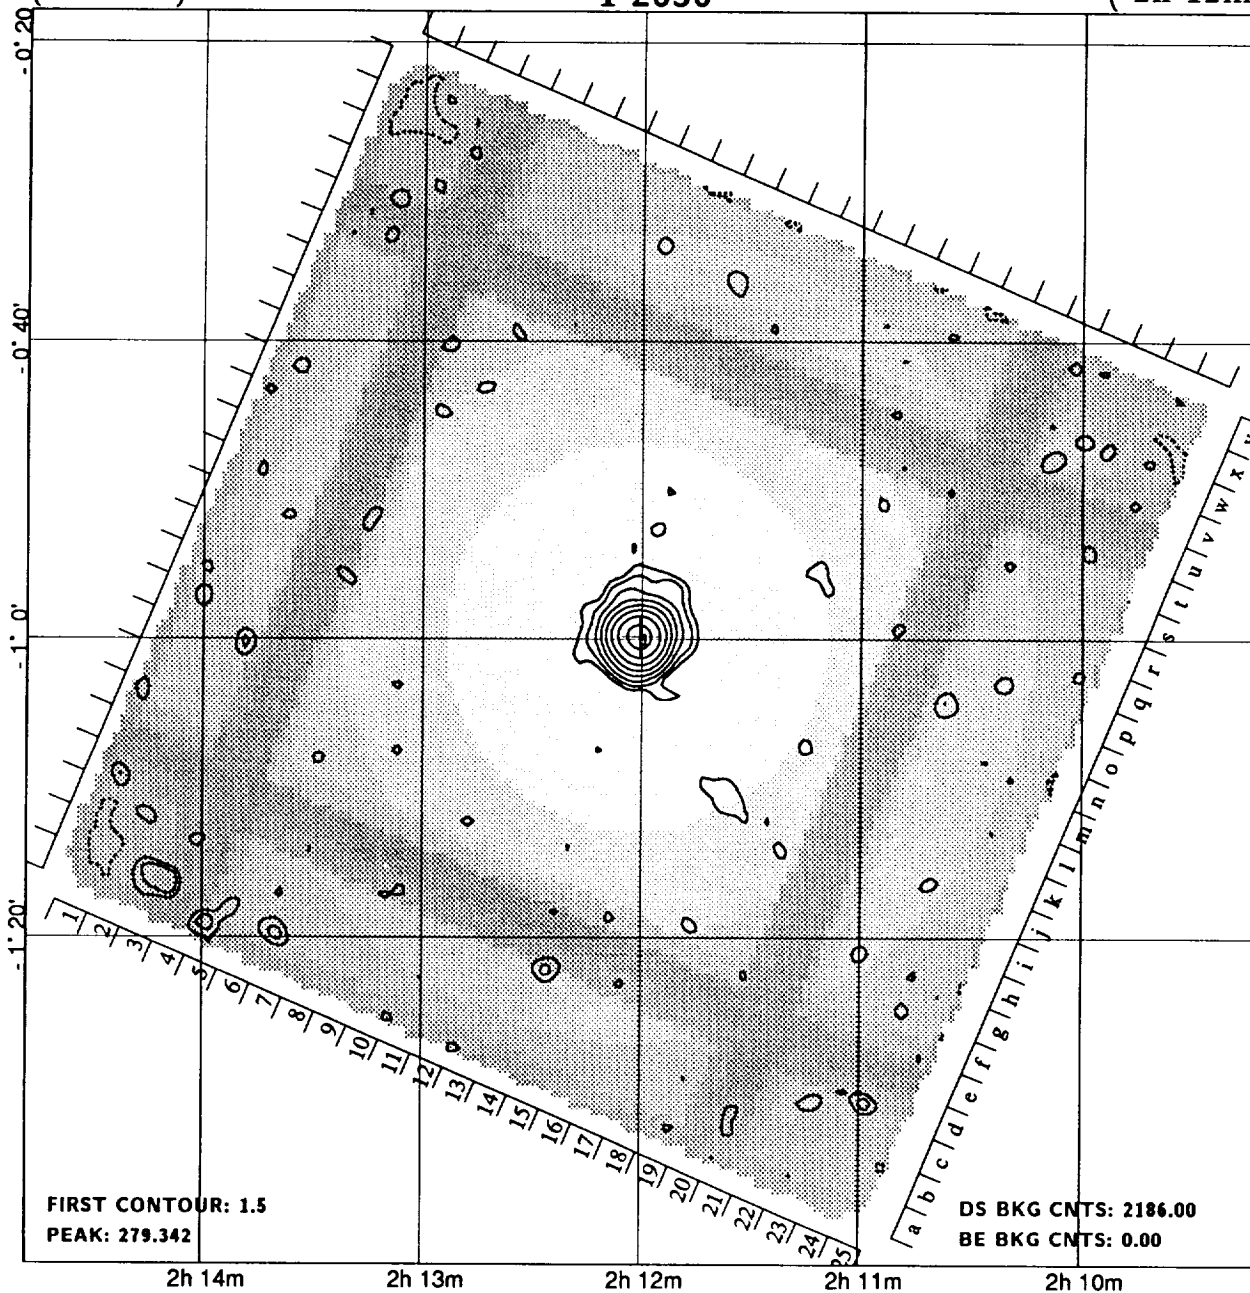 I 2030
-0° 20
-0° 40'
-1° 0'
-1° 20'
1 2 3 4 5 6 7 8 9 10 11 12 13 14 15 16 17 18 19 20 21 22 23 24 25
a b c d e f g h i j k l m n o p q r s t u v w x y
FIRST CONTOUR: 1.5
PEAK: 279.342
DS BKG CNTS: 2186.00
BE BKG CNTS: 0.00
2h 14m 2h 13m 2h 12m 2h 11m 2h 10m